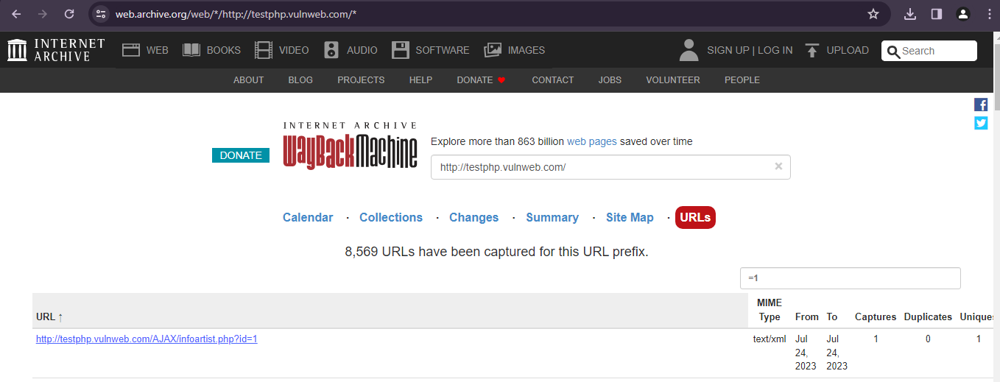 web.archive.org/web/*/http://testphp.vulnweb.com/*
INTERNET ARCHIVE WEB BOOKS VIDEO AUDIO SOFTWARE IMAGES SIGN UP | LOG IN UPLOAD Search
ABOUT BLOG PROJECTS HELP DONATE CONTACT JOBS VOLUNTEER PEOPLE
INTERNET ARCHIVE
DONATE
WayBackMachine
Explore more than 863 billion web pages saved over time
http://testphp.vulnweb.com/ ×
Calendar · Collections · Changes · Summary · Site Map · URLs
8,569 URLs have been captured for this URL prefix.
=1
URL ↑ MIME Type From To Captures Duplicates Uniques
http://testphp.vulnweb.com/AJAX/infoartist.php?id=1 text/xml Jul 24, 2023 Jul 24, 2023 1 0 1